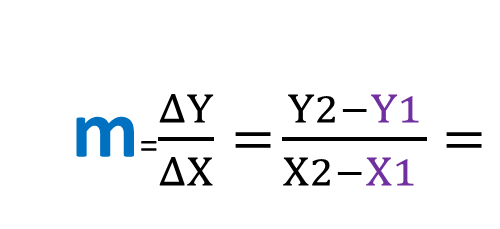 m = ΔY/ΔX = Y2−Y1/X2−X1 =